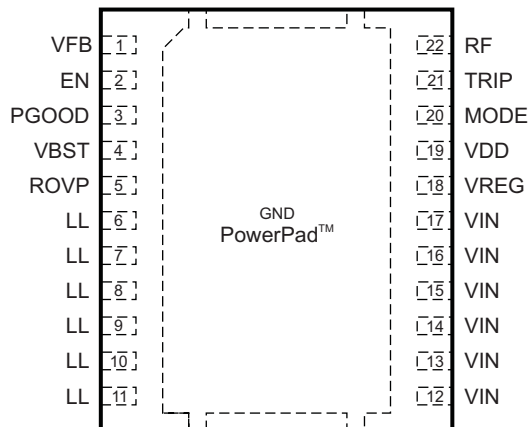 VFB 1 22 RF
EN 2 21 TRIP
PGOOD 3 20 MODE
VBST 4 19 VDD
ROVP 5 18 VREG
LL 6 17 VIN
GND
PowerPad™
LL 7 16 VIN
LL 8 15 VIN
LL 9 14 VIN
LL 10 13 VIN
LL 11 12 VIN